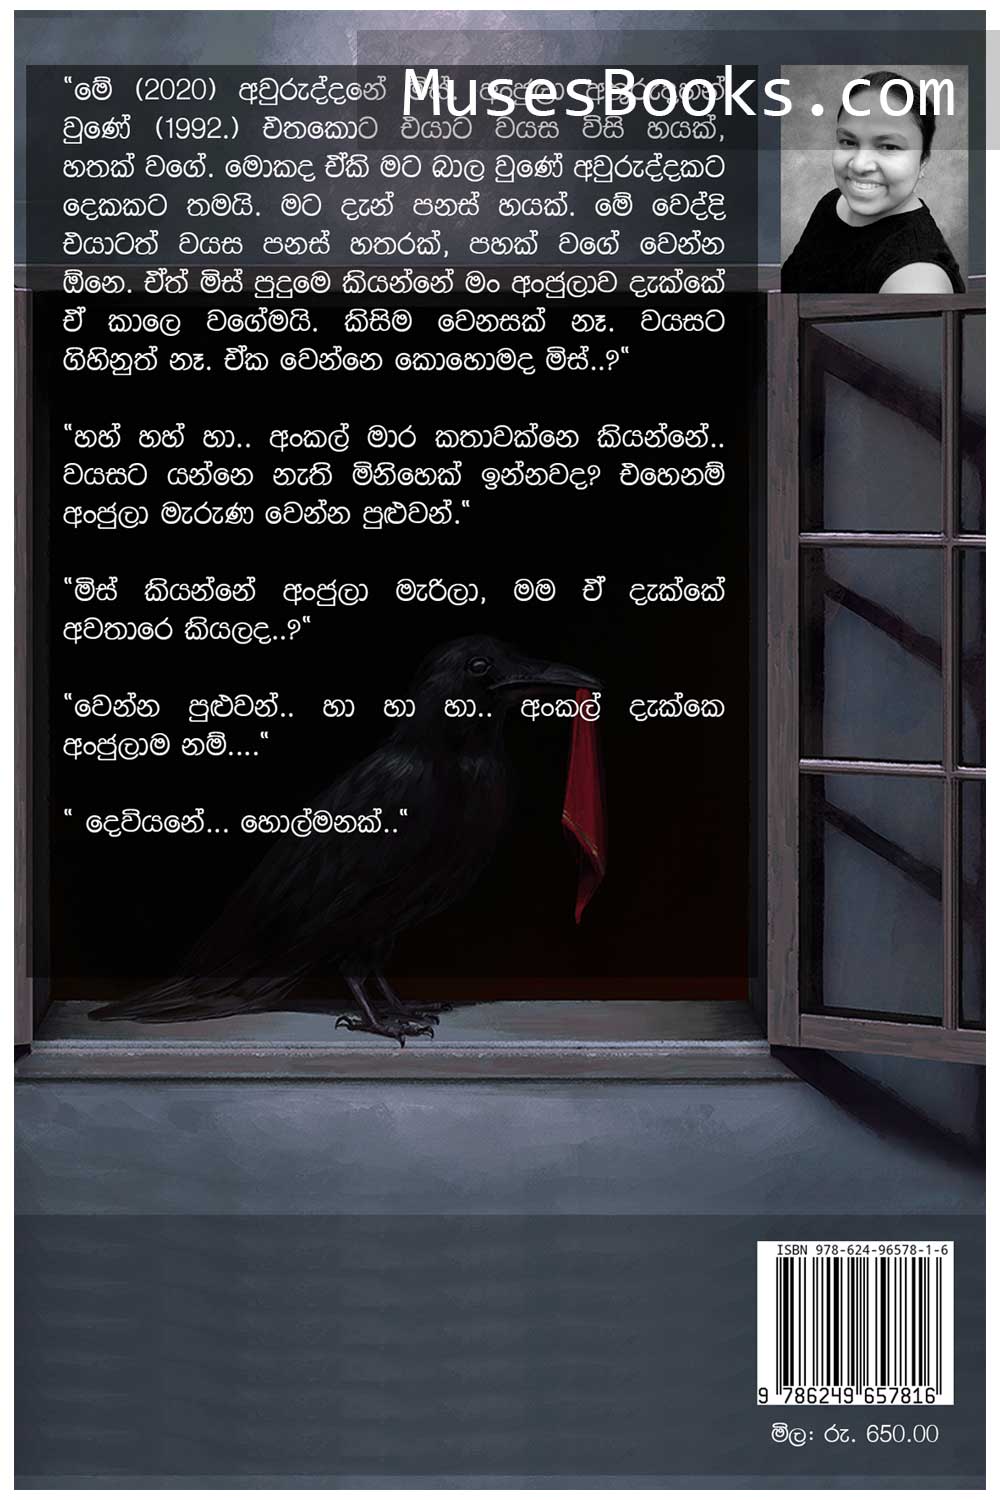 MusesBooks.com
“මේ (2020) අවුරුද්දනේ
වුණේ (1992.) එතකොට එයාට වයස විසි හයක්,
හතක් වගේ. මොකද ඒකි මට බාල වුණේ අවුරුද්දකට
දෙකකට තමයි. මට දැන් පනස් හයක්. මේ වෙද්දි
එයාටත් වයස පනස් හතරක්, පහක් වගේ වෙන්න
ඕනෙ. ඒත් මිස් පුදුමෙ කියන්නේ මං අංජුලාව දැක්කේ
ඒ කාලෙ වගේමයි. කිසිම වෙනසක් නෑ. වයසට
ගිහිනුත් නෑ. ඒක වෙන්නෙ කොහොමද මිස්..?“
“හහ් හහ් හා.. අංකල් මාර කතාවක්නෙ කියන්නේ..
වයසට යන්නෙ නැති මිනිහෙක් ඉන්නවද? එහෙනම්
අංජුලා මැරුණ වෙන්න පුළුවන්.“
“මිස් කියන්නේ අංජුලා මැරිලා, මම ඒ දැක්කේ
අවතාරෙ කියලද..?“
“වෙන්න පුළුවන්.. හා හා හා.. අංකල් දැක්කෙ
අංජුලාම නම්....“
“ දෙවියනේ... හොල්මනක්..“
ISBN 978-624-96578-1-6
9 786249 657816
මිල: රු. 650.00